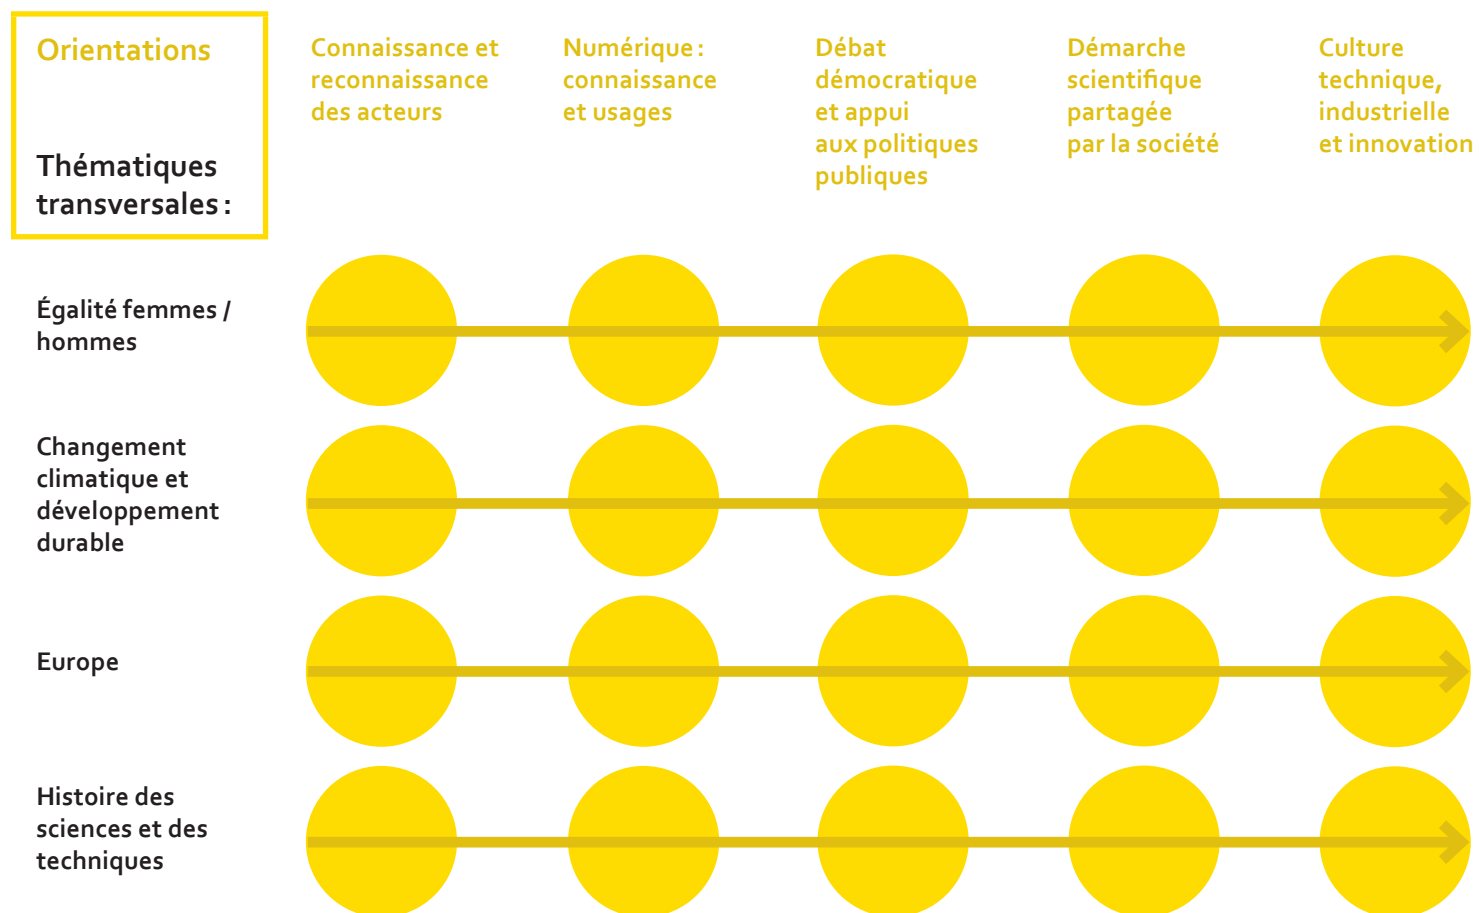 Orientations
Thématiques
transversales :
Connaissance et
reconnaissance
des acteurs
Numérique :
connaissance
et usages
Débat
démocratique
et appui
aux politiques
publiques
Démarche
scientifique
partagée
par la société
Culture
technique,
industrielle
et innovation
Égalité femmes /
hommes
Changement
climatique et
développement
durable
Europe
Histoire des
sciences et des
techniques